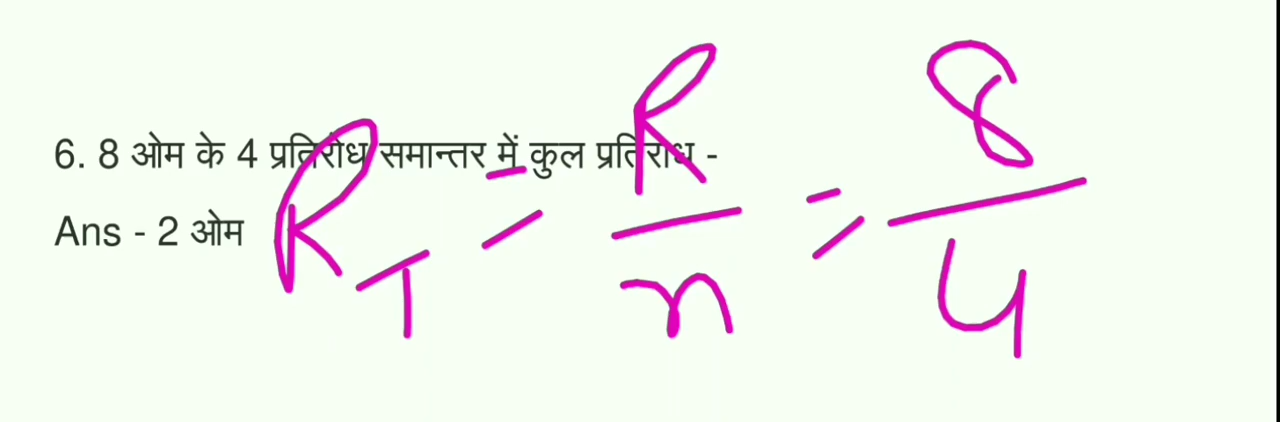 6. 8 ओम के 4 प्रतिरोध समान्तर में कुल प्रतिरोध -
Ans - 2 ओम
R_T = R/n = 8/4